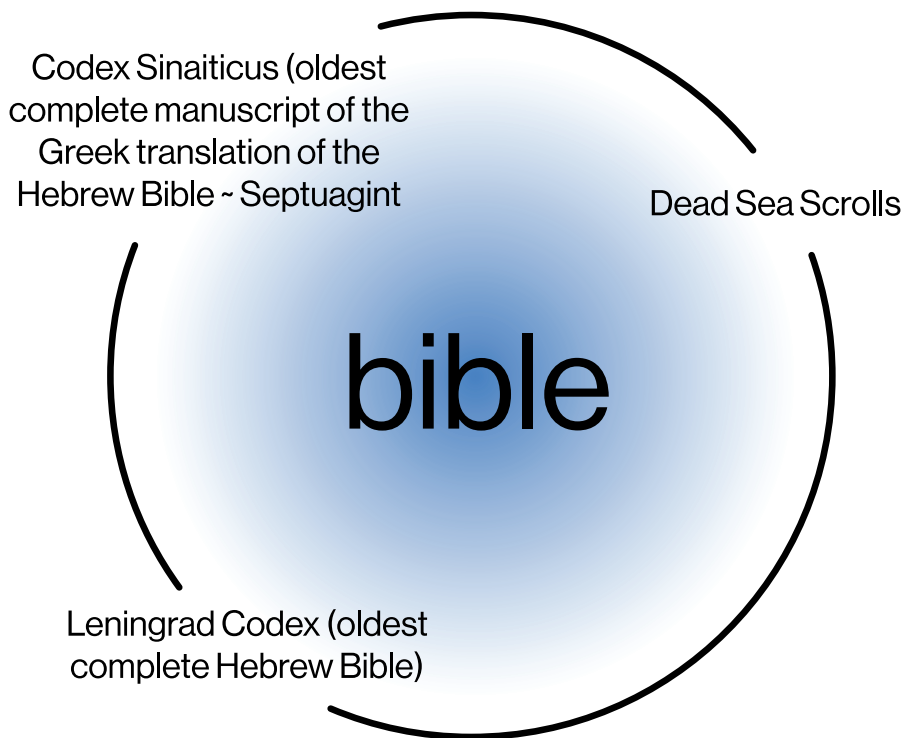 Codex Sinaiticus (oldest
complete manuscript of the
Greek translation of the
Hebrew Bible ~ Septuagint
Dead Sea Scrolls
bible
Leningrad Codex (oldest
complete Hebrew Bible)